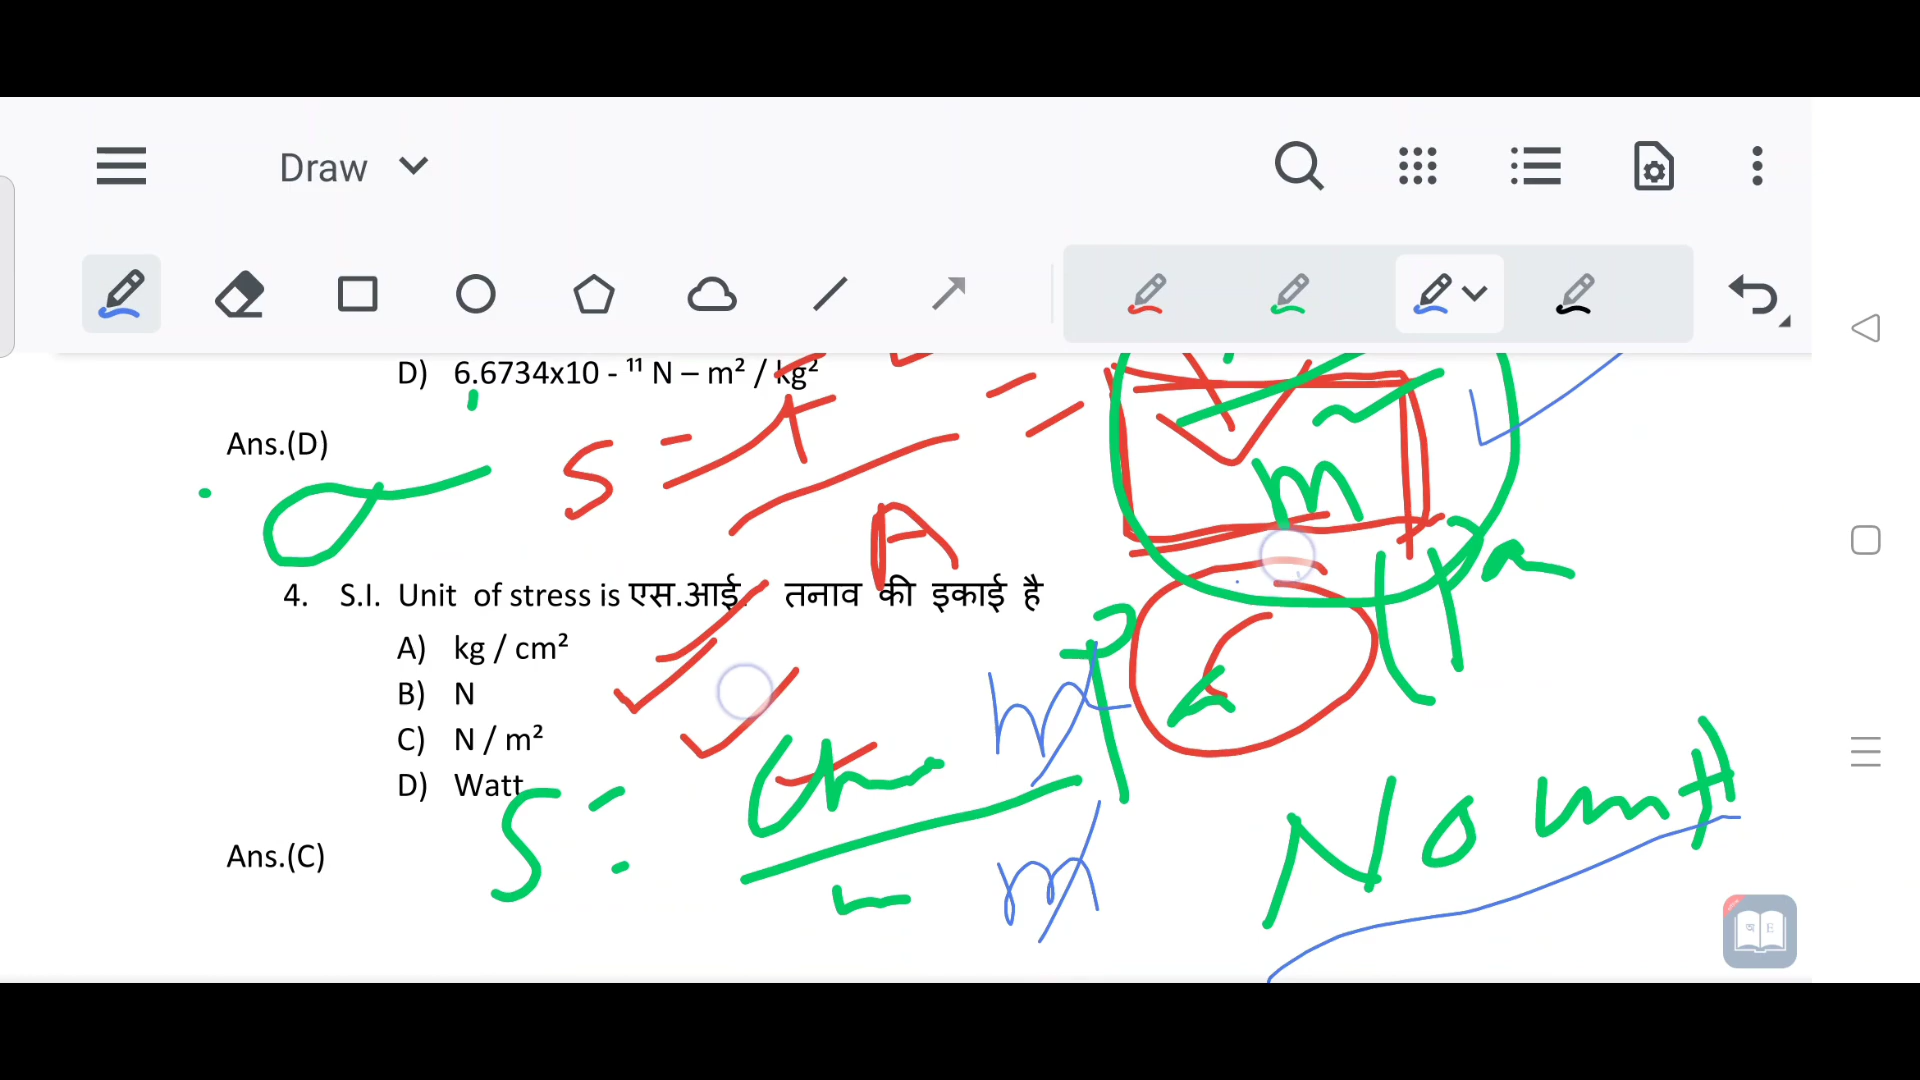 Draw
D) 6.6734x10 - ¹¹ N – m² / kg²
Ans.(D)
S = F
A
m
Pa
4. S.I. Unit of stress is एस.आई. तनाव की इकाई है
A) kg / cm²
B) N
C) N / m²
D) Watt
S =
L
m
m
No unit
Ans.(C)
अ E